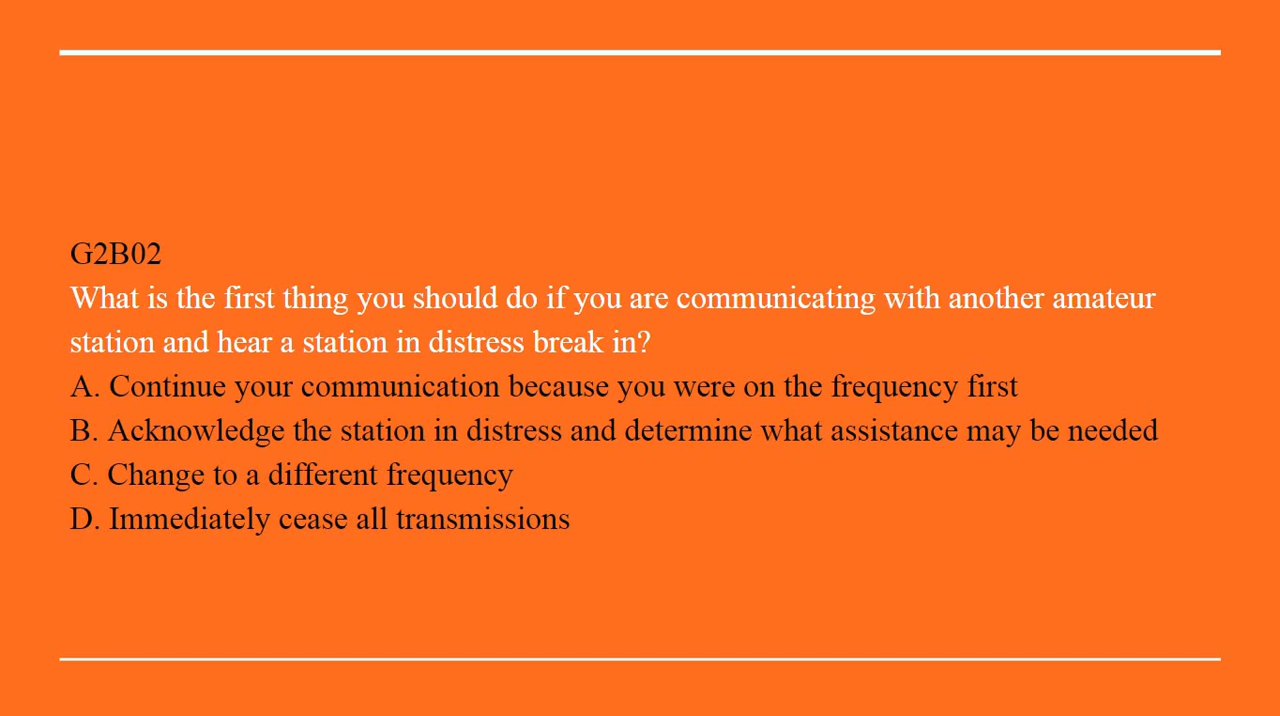 G2B02
What is the first thing you should do if you are communicating with another amateur
station and hear a station in distress break in?
A. Continue your communication because you were on the frequency first
B. Acknowledge the station in distress and determine what assistance may be needed
C. Change to a different frequency
D. Immediately cease all transmissions